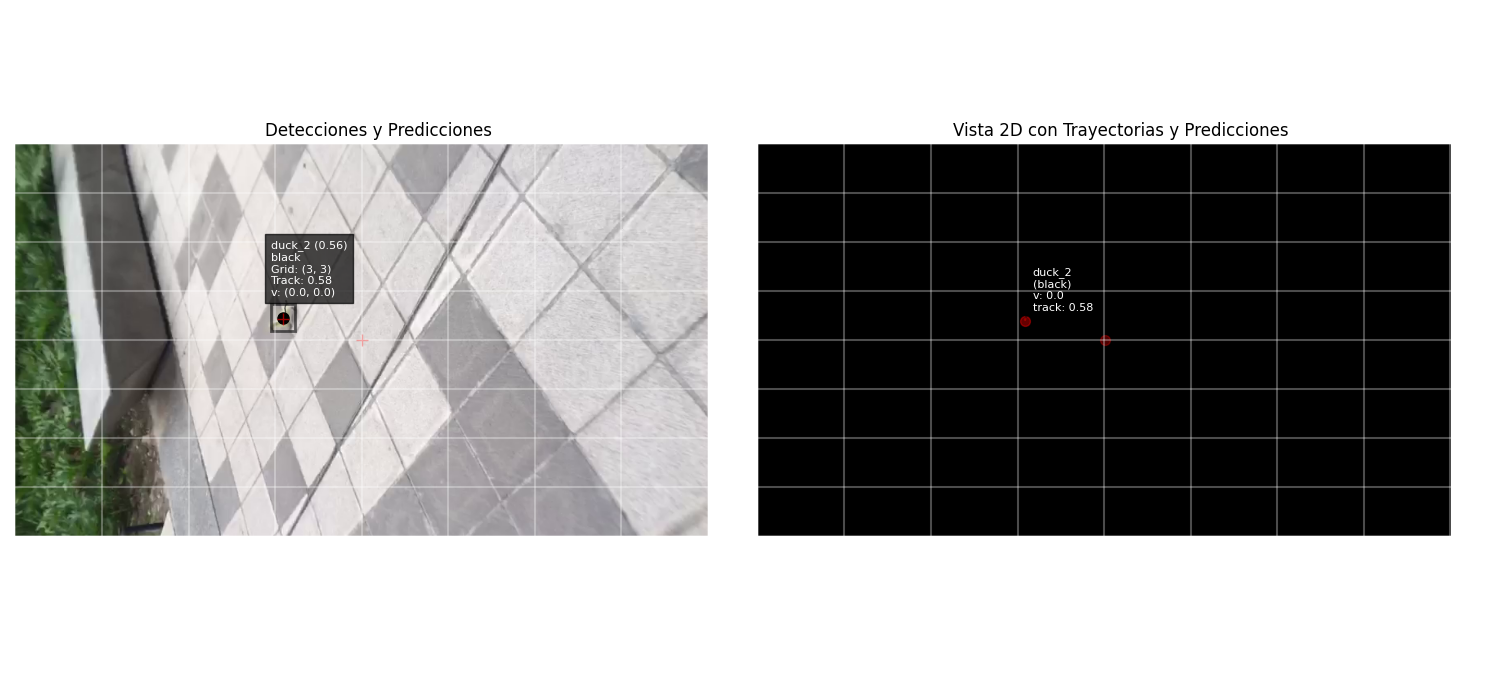 Detecciones y Predicciones
duck_2 (0.56)
black
Grid: (3, 3)
Track: 0.58
v: (0.0, 0.0)
Vista 2D con Trayectorias y Predicciones
duck_2
(black)
v: 0.0
track: 0.58